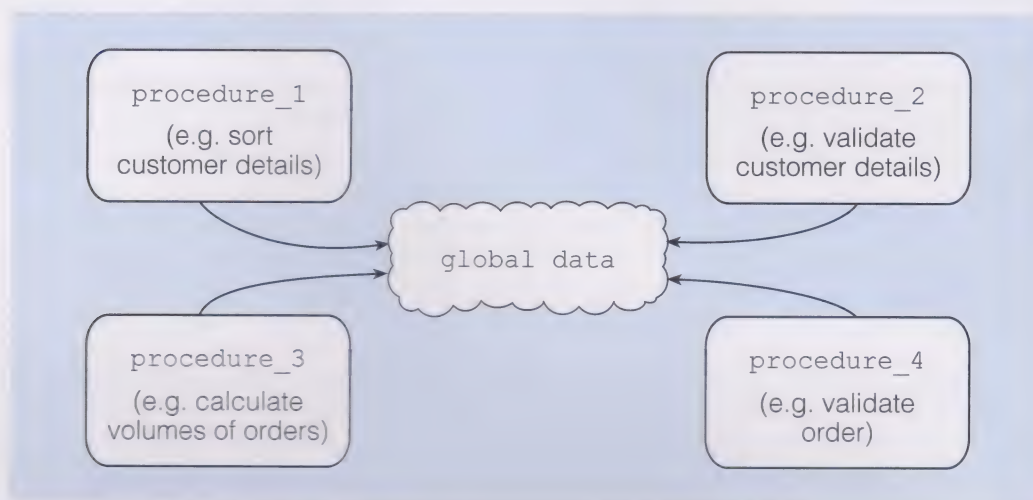 procedure_1
(e.g. sort
customer details)
procedure_2
(e.g. validate
customer details)
global data
procedure_3
(e.g. calculate
volumes of orders)
procedure_4
(e.g. validate
order)